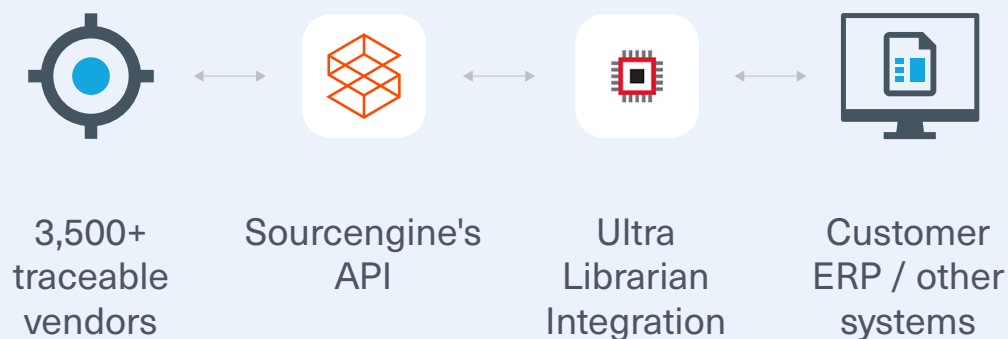 3,500+
traceable
vendors
Sourcengine's
API
Ultra
Librarian
Integration
Customer
ERP / other
systems